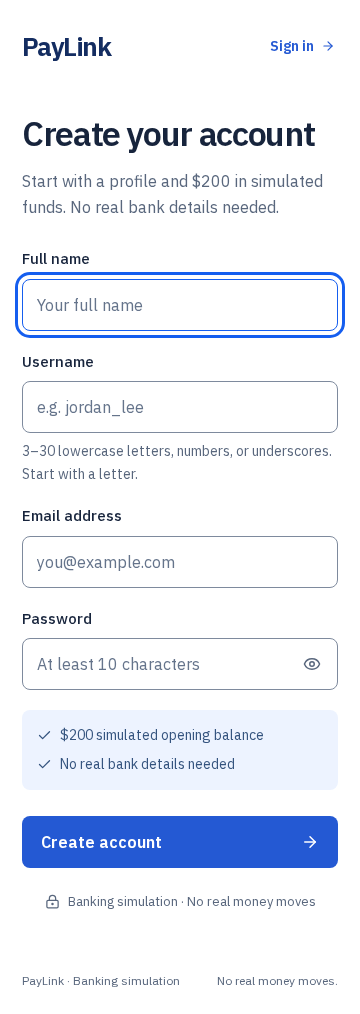 PayLink
Sign in
Create your account
Start with a profile and $200 in simulated
funds. No real bank details needed.
Full name
Your full name
Username
e.g. jordan_lee
3–30 lowercase letters, numbers, or underscores.
Start with a letter.
Email address
you@example.com
Password
At least 10 characters
$200 simulated opening balance
No real bank details needed
Create account
Banking simulation · No real money moves
PayLink · Banking simulation
No real money moves.